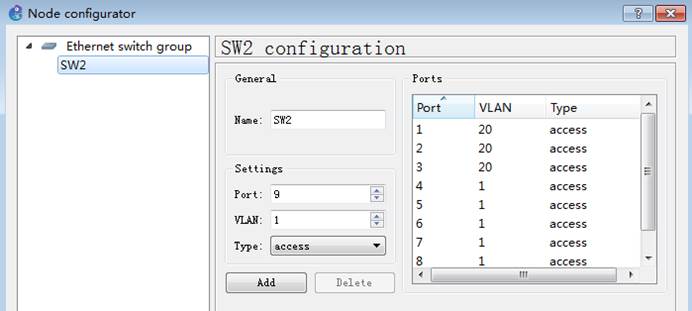 Node configurator
Ethernet switch group
SW2
SW2 configuration
General
Name: SW2
Settings
Port: 9
VLAN: 1
Type: access
Add
Delete
Ports
Port VLAN Type
1 20 access
2 20 access
3 20 access
4 1 access
5 1 access
6 1 access
7 1 access
8 1 access